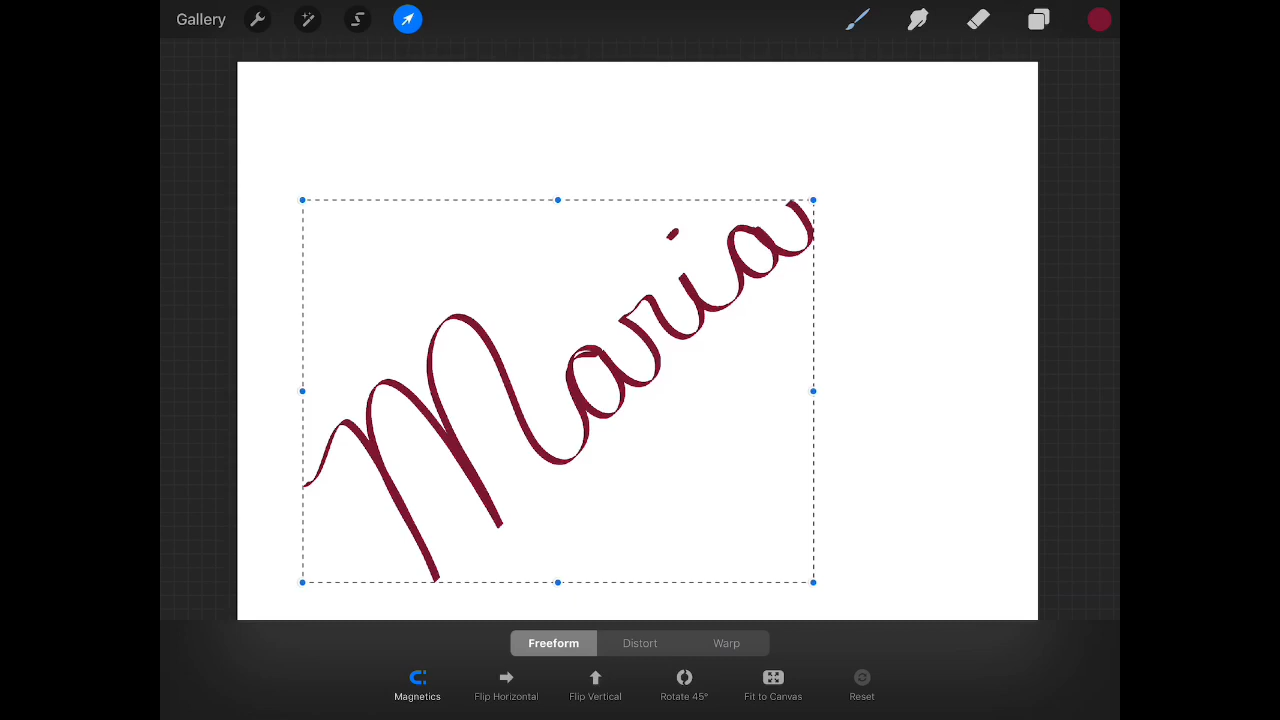 Gallery
Maria
Freeform Distort Warp
Magnetics Flip Horizontal Flip Vertical Rotate 45° Fit to Canvas Reset